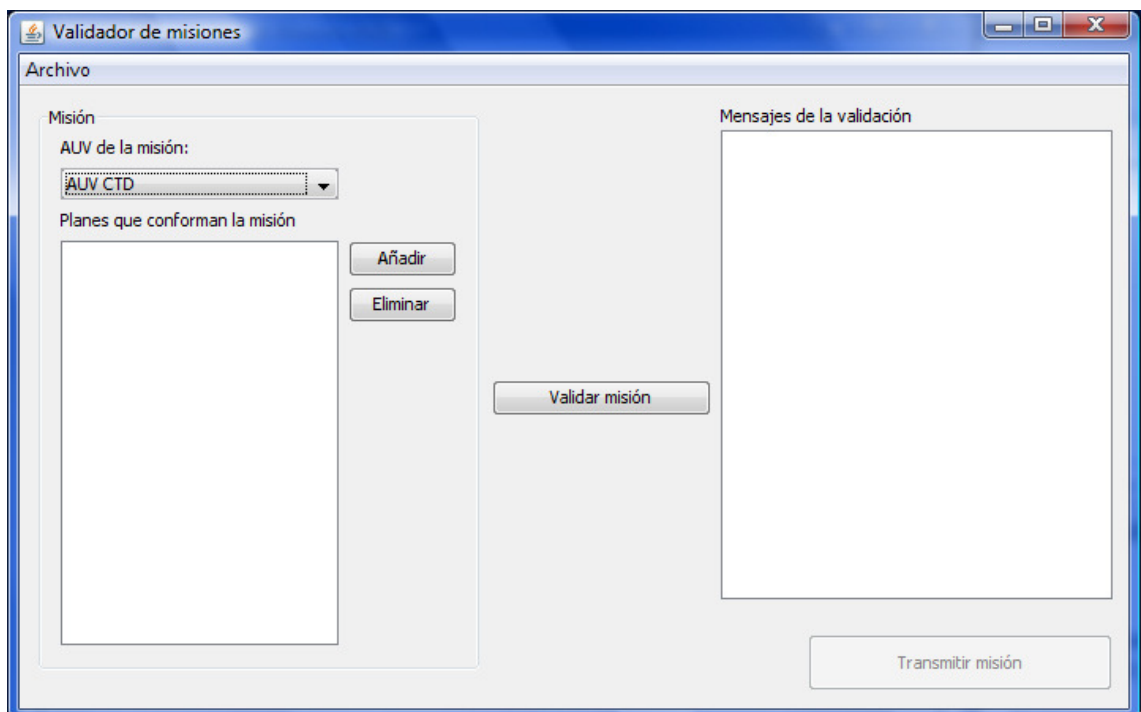 Validador de misiones
Archivo
Misión
AUV de la misión:
AUV CTD
Planes que conforman la misión
Añadir
Eliminar
Validar misión
Mensajes de la validación
Transmitir misión